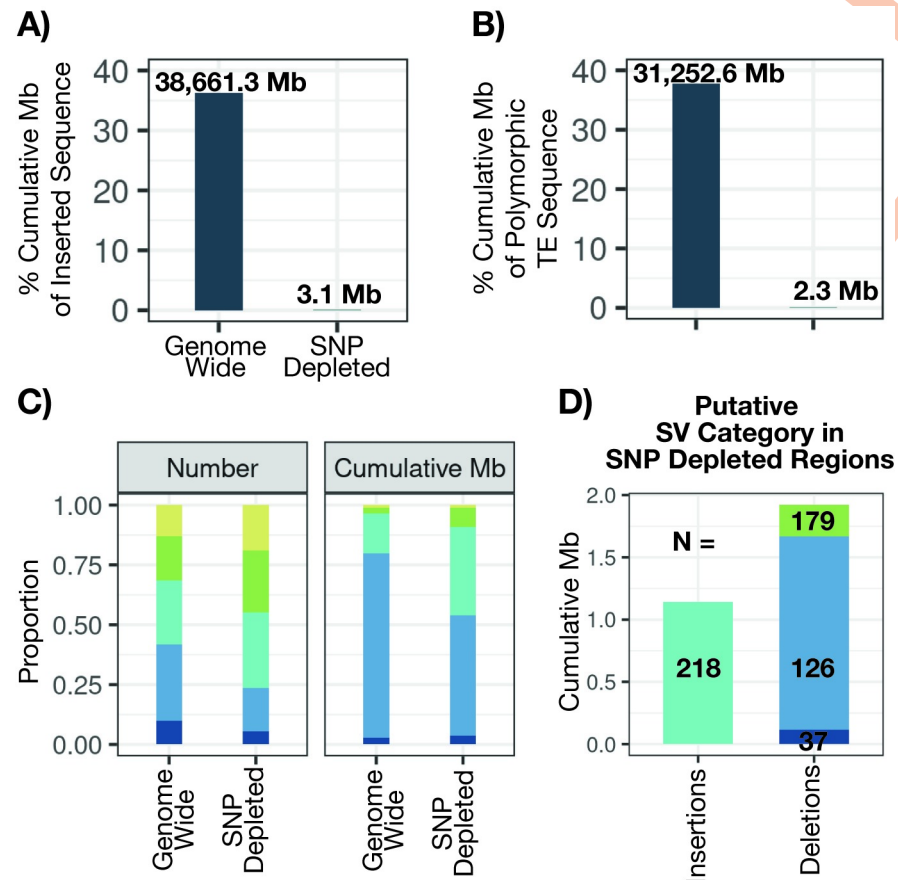 A)
% Cumulative Mb
of Inserted Sequence
40
30
20
10
0
38,661.3 Mb
3.1 Mb
Genome
Wide
SNP
Depleted
B)
% Cumulative Mb
of Polymorphic
TE Sequence
40
30
20
10
0
31,252.6 Mb
2.3 Mb
C)
Number
Cumulative Mb
Proportion
1.00
0.75
0.50
0.25
0.00
Genome
Wide
SNP
Depleted
Genome
Wide
SNP
Depleted
D)
Putative
SV Category in
SNP Depleted Regions
Cumulative Mb
2.0
1.5
1.0
0.5
0.0
N =
218
179
126
37
nsertions
Deletions